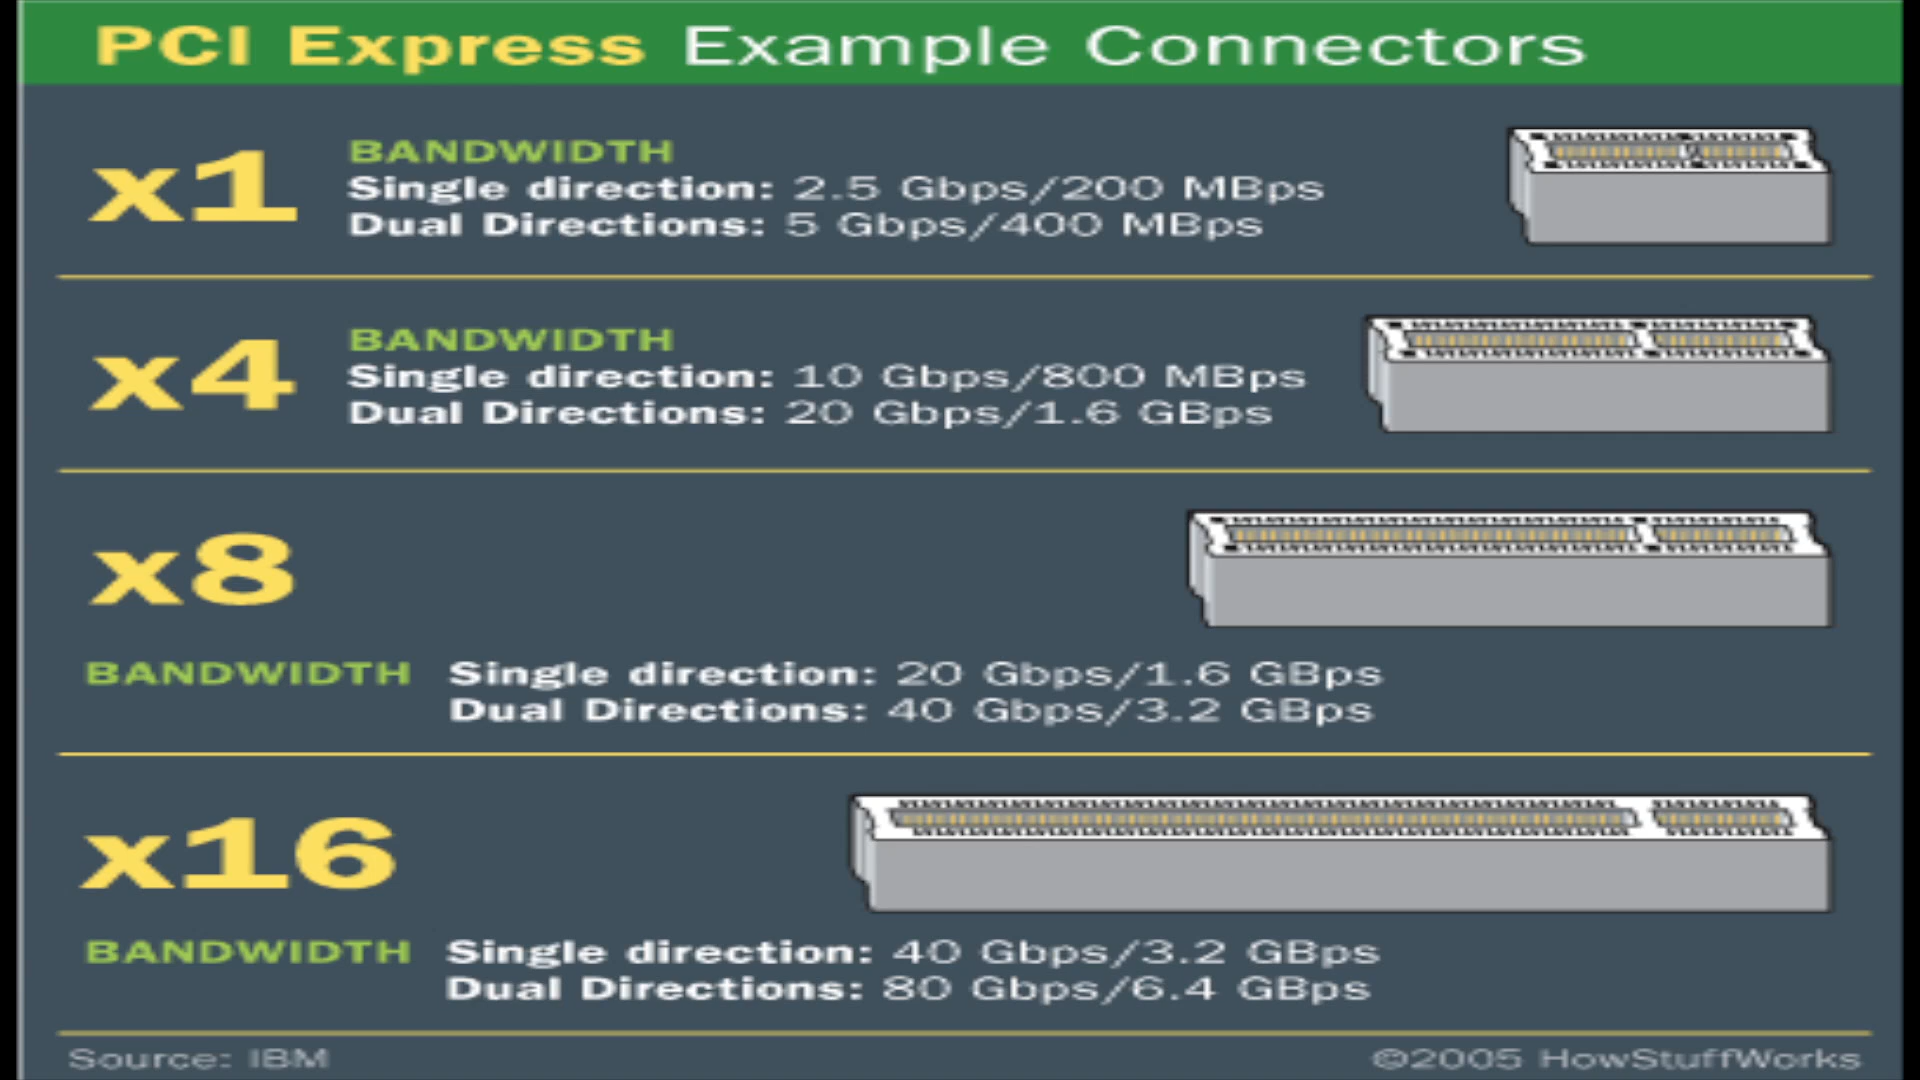 PCI Express Example Connectors
x1
BANDWIDTH
Single direction: 2.5 Gbps/200 MBps
Dual Directions: 5 Gbps/400 MBps
x4
BANDWIDTH
Single direction: 10 Gbps/800 MBps
Dual Directions: 20 Gbps/1.6 GBps
x8
BANDWIDTH Single direction: 20 Gbps/1.6 GBps
Dual Directions: 40 Gbps/3.2 GBps
x16
BANDWIDTH Single direction: 40 Gbps/3.2 GBps
Dual Directions: 80 Gbps/6.4 GBps
Source: IBM ©2005 HowStuffWorks